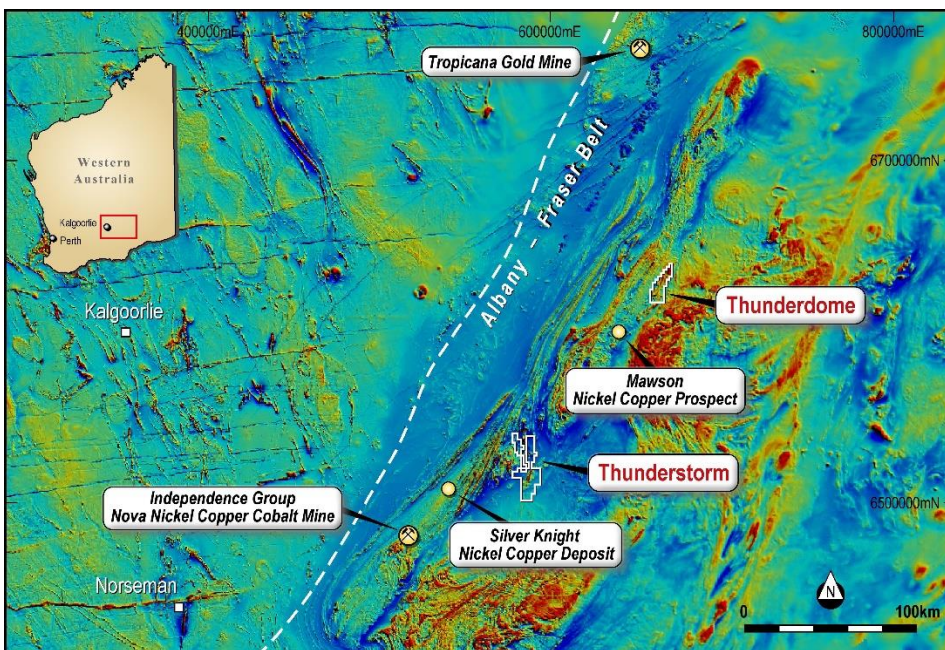 400000mE
600000mE
800000mE
Tropicana Gold Mine
Western
Australia
Kalgoorlie
Perth
6700000mN
Albany - Fraser Belt
Kalgoorlie
Thunderdome
Mawson
Nickel Copper Prospect
Thunderstorm
Independence Group
Nova Nickel Copper Cobalt Mine
Silver Knight
Nickel Copper Deposit
6500000mN
Norseman
N
0
100km